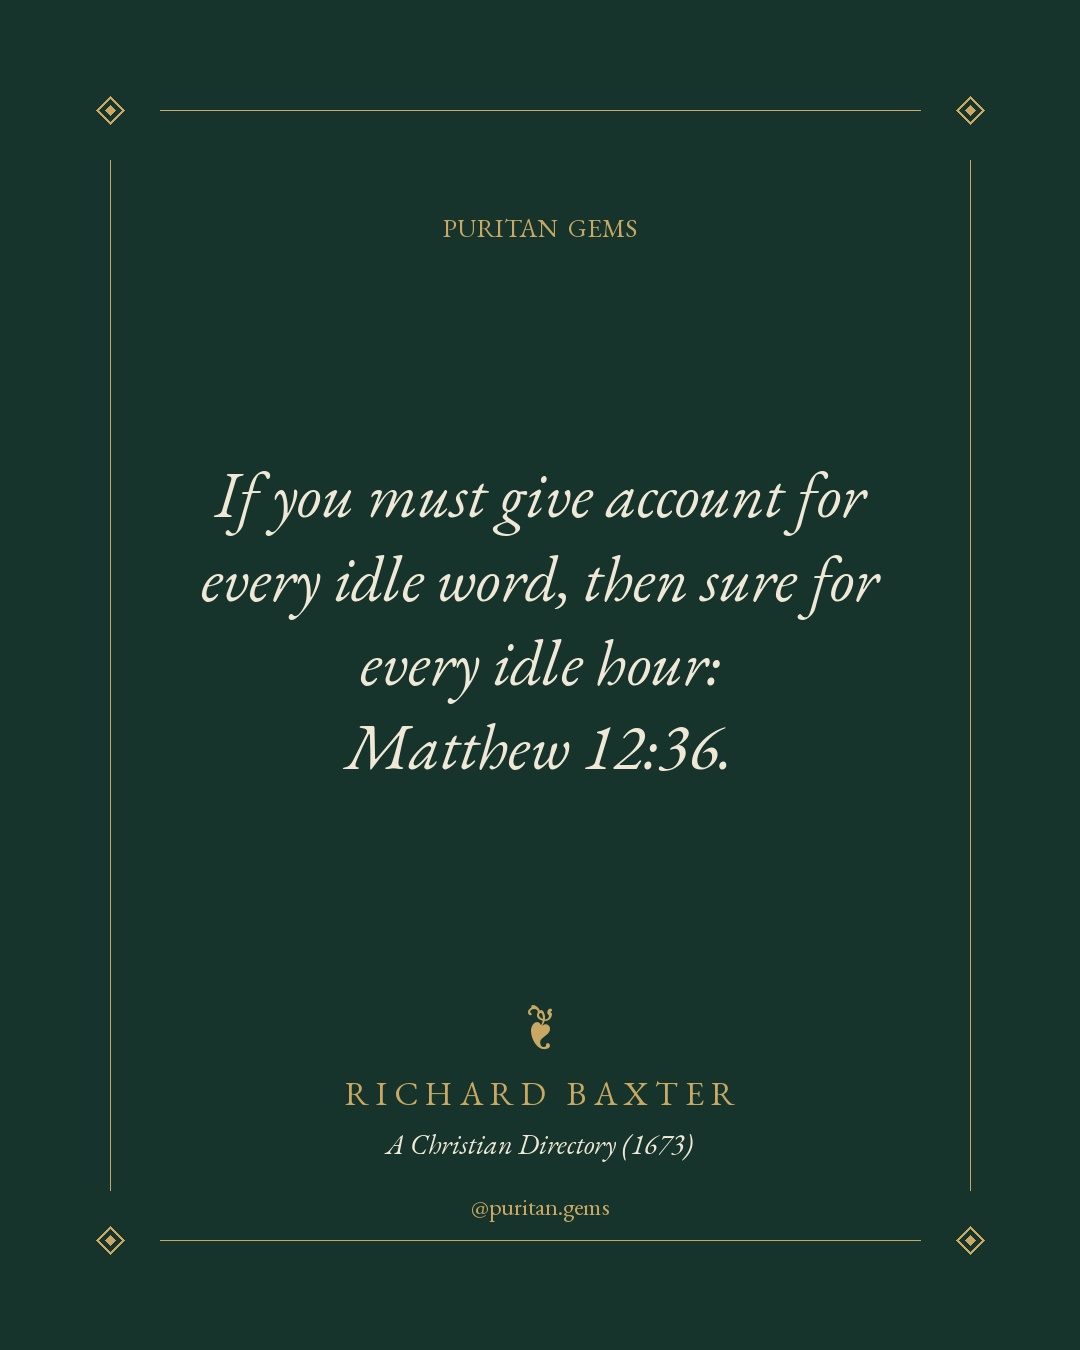 PURITAN GEMS
If you must give account for
every idle word, then sure for
every idle hour:
Matthew 12:36.
RICHARD BAXTER
A Christian Directory (1673)
@puritan.gems